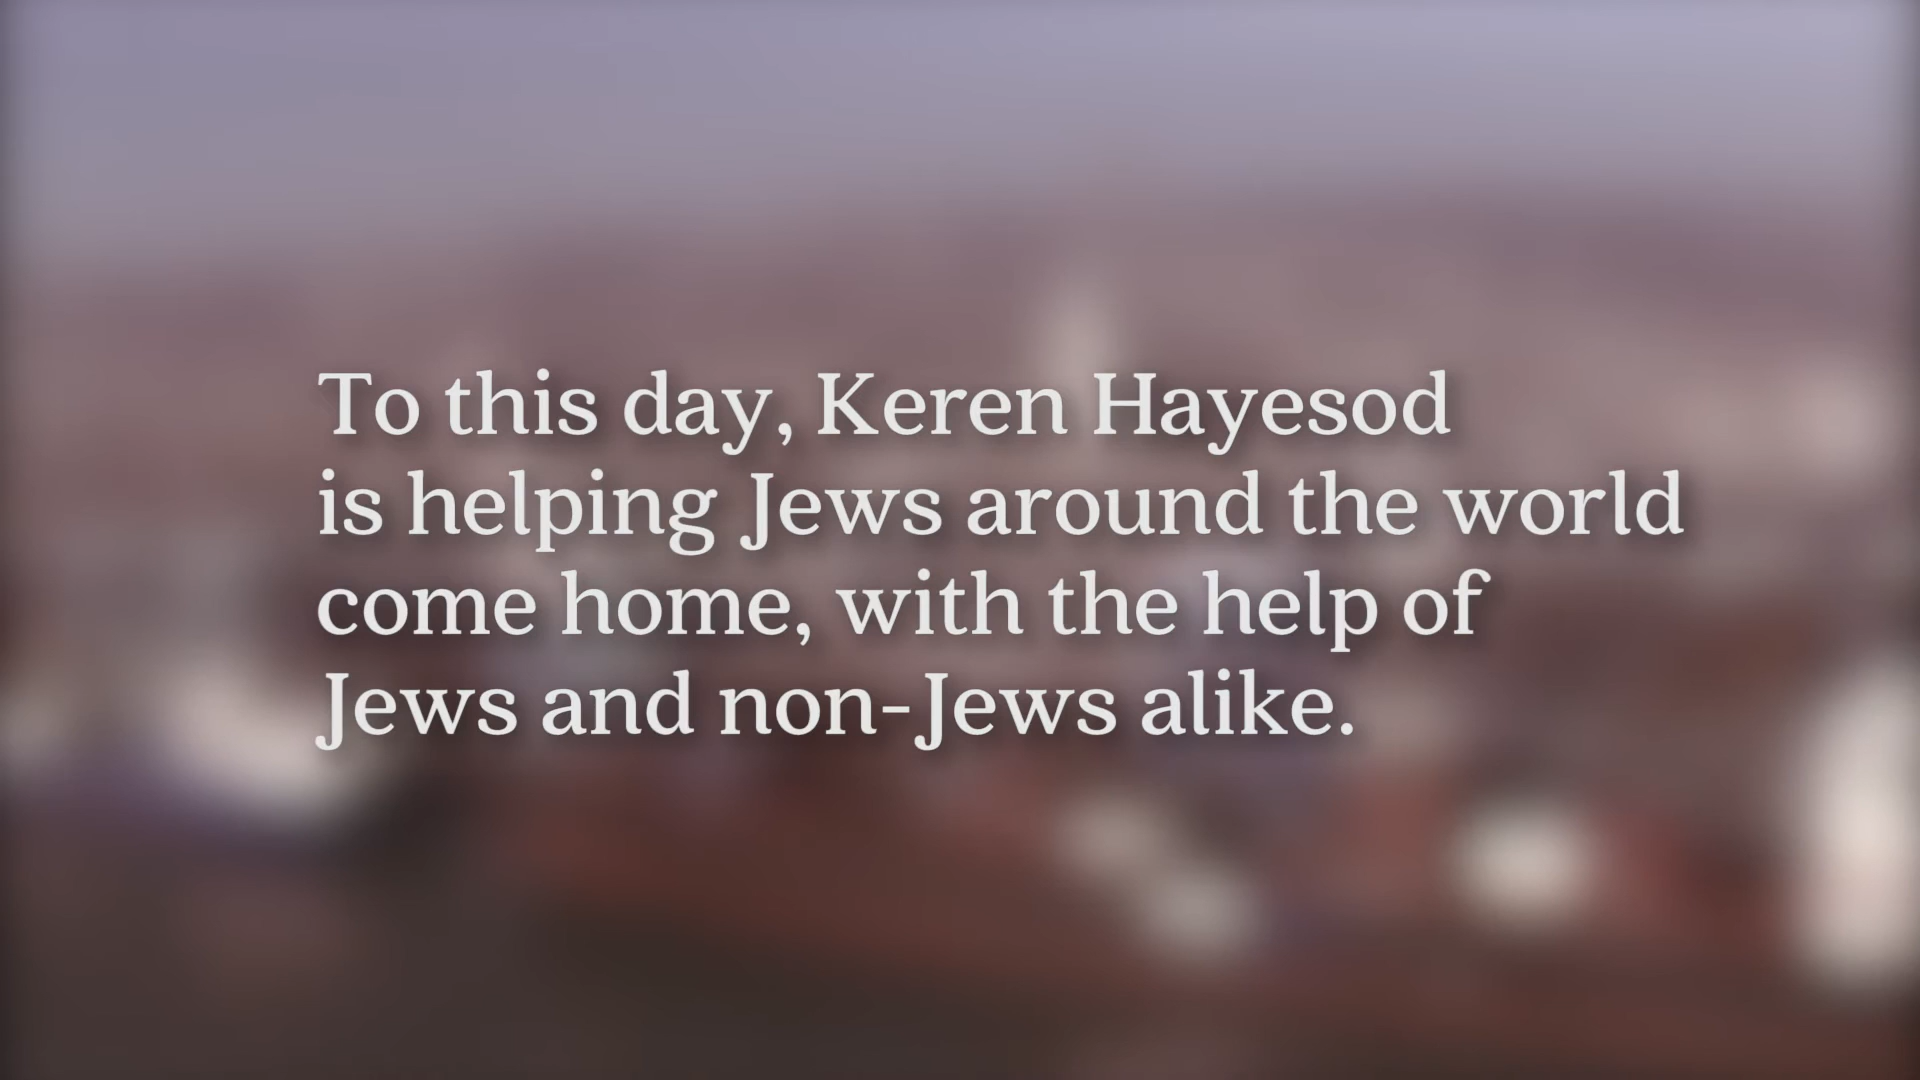 To this day, Keren Hayesod
is helping Jews around the world
come home, with the help of
Jews and non-Jews alike.